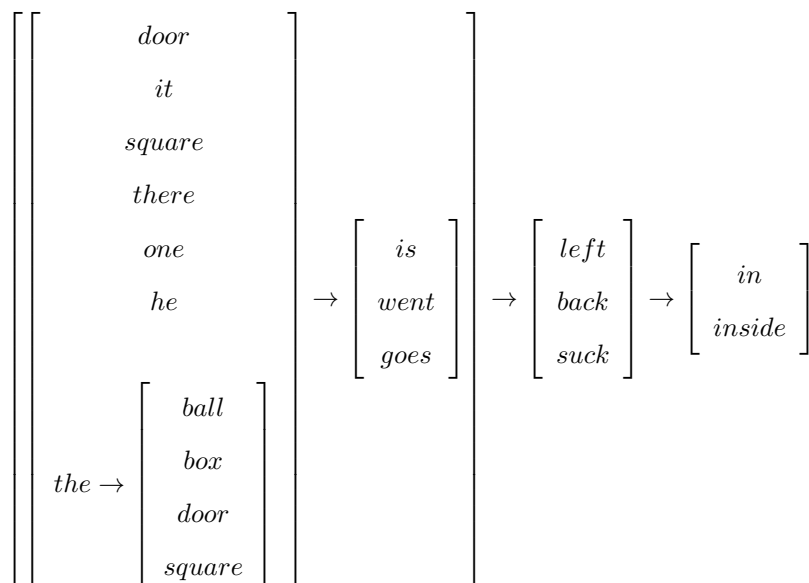 door
it
square
there
one
he
the → ball
box
door
square
→ is
went
goes
→ left
back
suck
→ in
inside